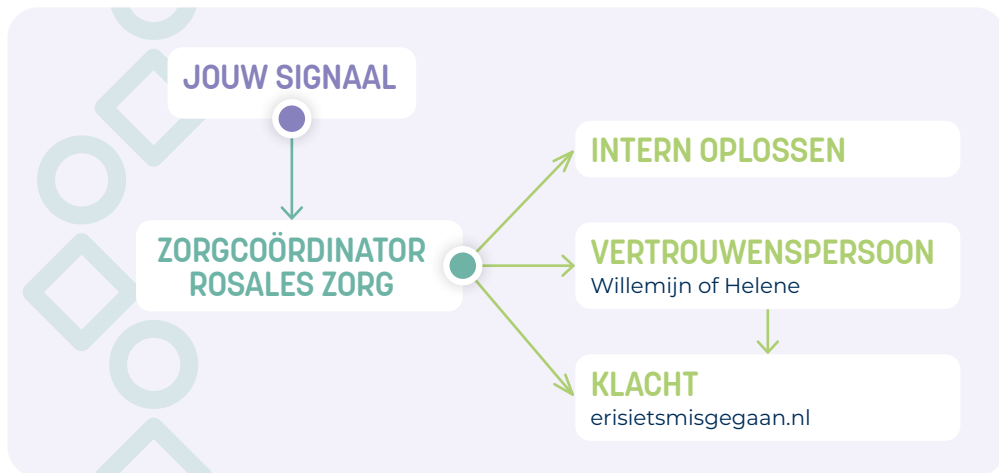 JOUW SIGNAAL
ZORGCOÖRDINATOR
ROSALES ZORG
INTERN OPLOSSEN
VERTROUWENSPERSOON
Willemijn of Helene
KLACHT
erisietsmisgegaan.nl